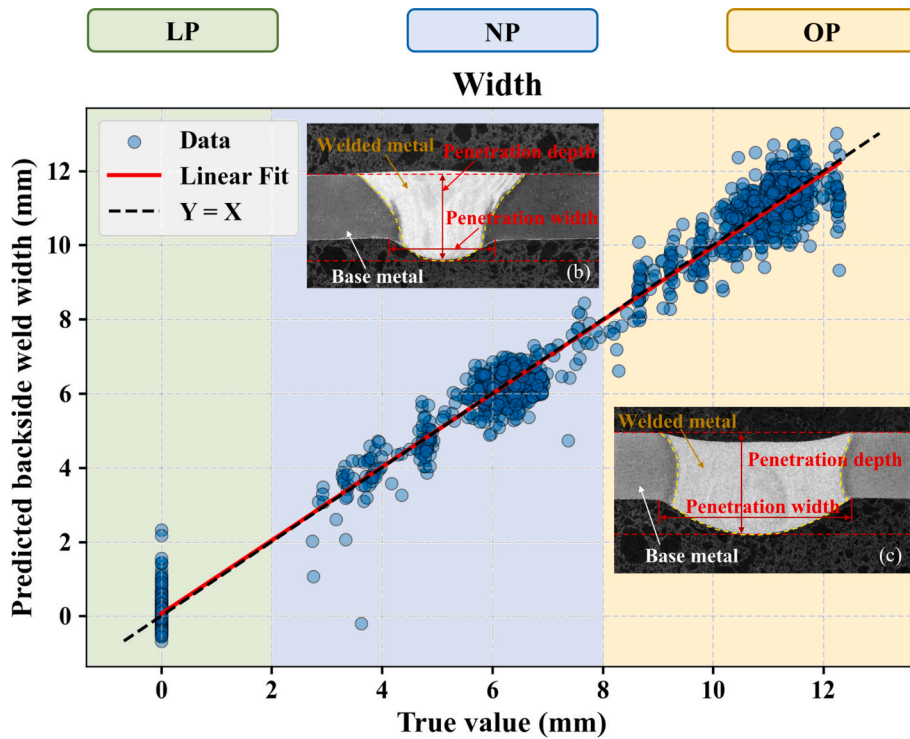 LP
NP
OP
Width
Data
Linear Fit
Y = X
Welded metal
Penetration depth
Penetration width
Base metal
(b)
Welded metal
Penetration depth
Penetration width
Base metal
(c)
Predicted backside weld width (mm)
12
10
8
6
4
2
0
0
2
4
6
8
10
12
True value (mm)